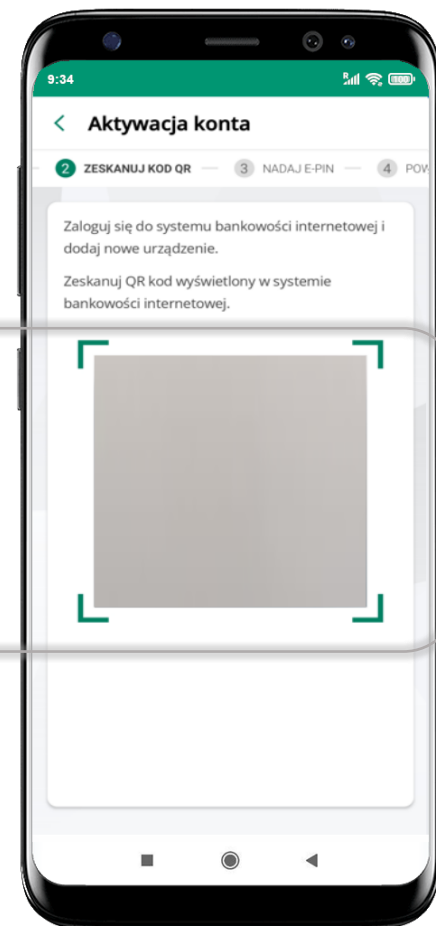 9:34
Aktywacja konta
2 ZESKANUJ KOD QR 3 NADAJ E-PIN 4
Zaloguj się do systemu bankowości internetowej i
dodaj nowe urządzenie.
Zeskanuj QR kod wyświetlony w systemie
bankowości internetowej.